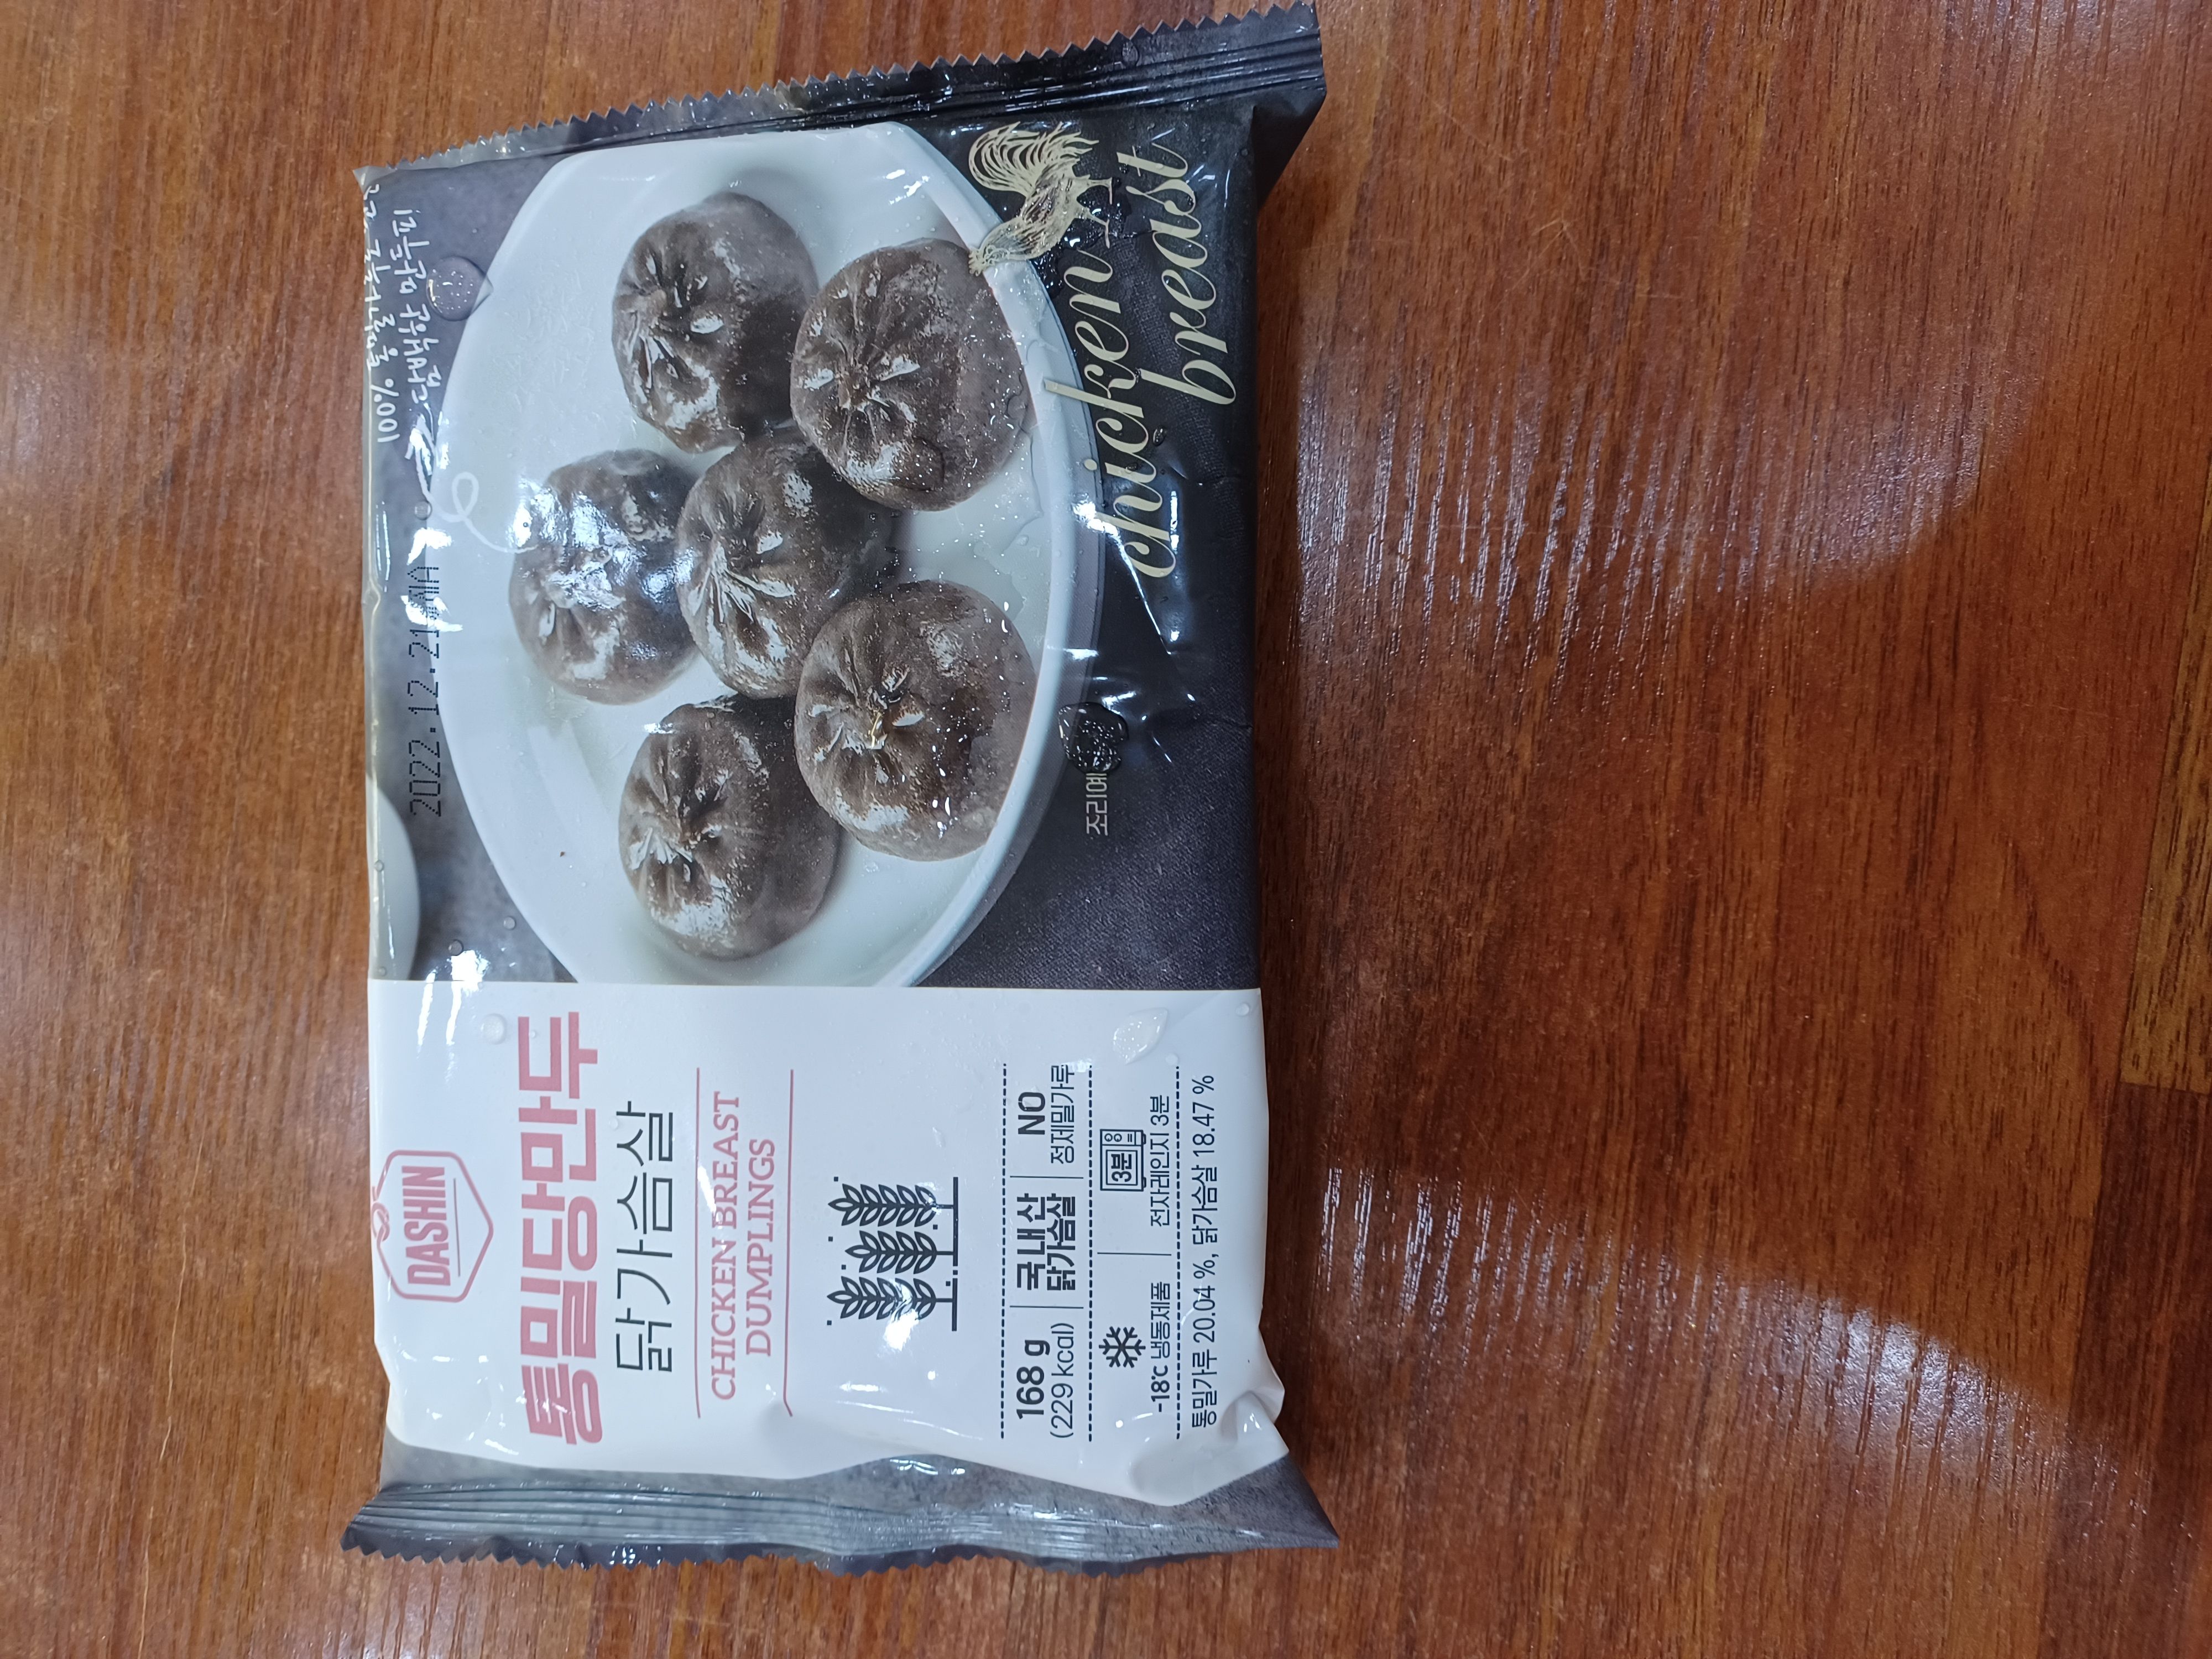 DASHIN
통밀당만두
닭가슴살
CHICKEN BREAST
DUMPLINGS
168 g
(229 kcal)
국내산
닭가슴살
NO
정제밀가루
-18℃ 냉동제품
3분
전자레인지 3분
통밀가루 20.04 %, 닭가슴살 18.47 %
2022.12.21
100%
조리예
chicken
breast